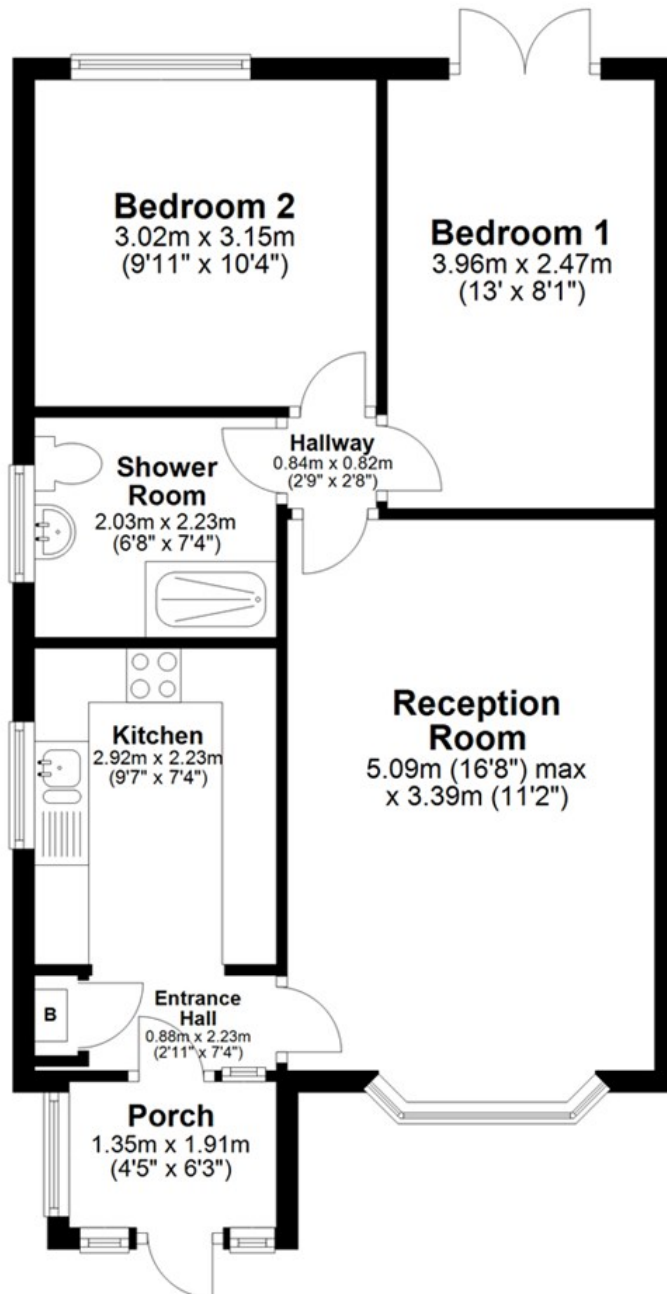 Bedroom 2
3.02m x 3.15m
(9'11" x 10'4")
Bedroom 1
3.96m x 2.47m
(13' x 8'1")
Hallway
0.84m x 0.82m
(2'9" x 2'8")
Shower
Room
2.03m x 2.23m
(6'8" x 7'4")
Kitchen
2.92m x 2.23m
(9'7" x 7'4")
Reception
Room
5.09m (16'8") max
x 3.39m (11'2")
B
Entrance
Hall
0.88m x 2.23m
(2'11" x 7'4")
Porch
1.35m x 1.91m
(4'5" x 6'3")